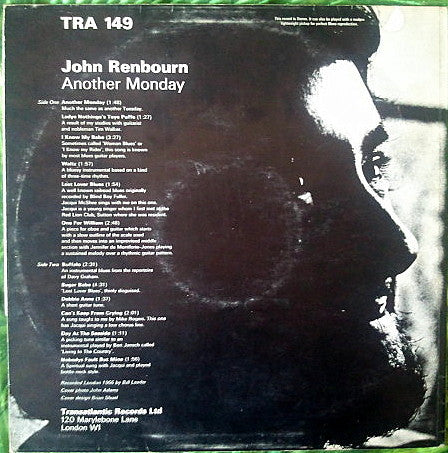 TRA 149
This record is Stereo. It can also be played with a modern
lightweight pickup for perfect Mono reproduction.
John Renbourn
Another Monday
Side One Another Monday (1:48)
Much the same as another Tuesday.
Ladye Nothinge's Toye Puffe (1:27)
A result of my studies with guitarist
and nobleman Tim Walker.
I Know My Babe (3:27)
Sometimes called 'Woman Blues' or
'I Know my Rider', this song is known
by most blues guitar players.
Waltz (1:57)
A bluesy instrumental based on a kind
of three-time rhythm.
Lost Lover Blues (1:54)
A well known railroad blues originally
recorded by Blind Boy Fuller.
Jacqui McShee sings with me on this one.
Jacqui is a young singer whom I first met at the
Red Lion Club, Sutton where she was resident.
One For William (2:48)
A piece for oboe and guitar which starts
with a slow outline of the scale used
and then moves into an improvised middle
section with Jennifer de Montforte-Jones playing
a sustained melody over a rhythmic guitar pattern.
Side Two Buffalo (2:31)
An instrumental blues from the repertoire
of Davy Graham.
Sugar Babe (4:31)
'Lost Lover Blues', thinly disguised.
Debbie Anne (1:37)
A short guitar tune.
Can't Keep From Crying (2:01)
A song taught to me by Mike Rogers. This one
has Jacqui singing a low chorus line.
Day At The Seaside (1:11)
A picking tune similar to an
instrumental played by Bert Jansch called
'Living In The Country'.
Nobodys Fault But Mine (1:56)
A Spiritual sung with Jacqui and played
bottle neck style.
Recorded London 1966 by Bill Leader
Cover photo John Adams
Cover design Brian Shuel
Transatlantic Records Ltd
120 Marylebone Lane
London W1